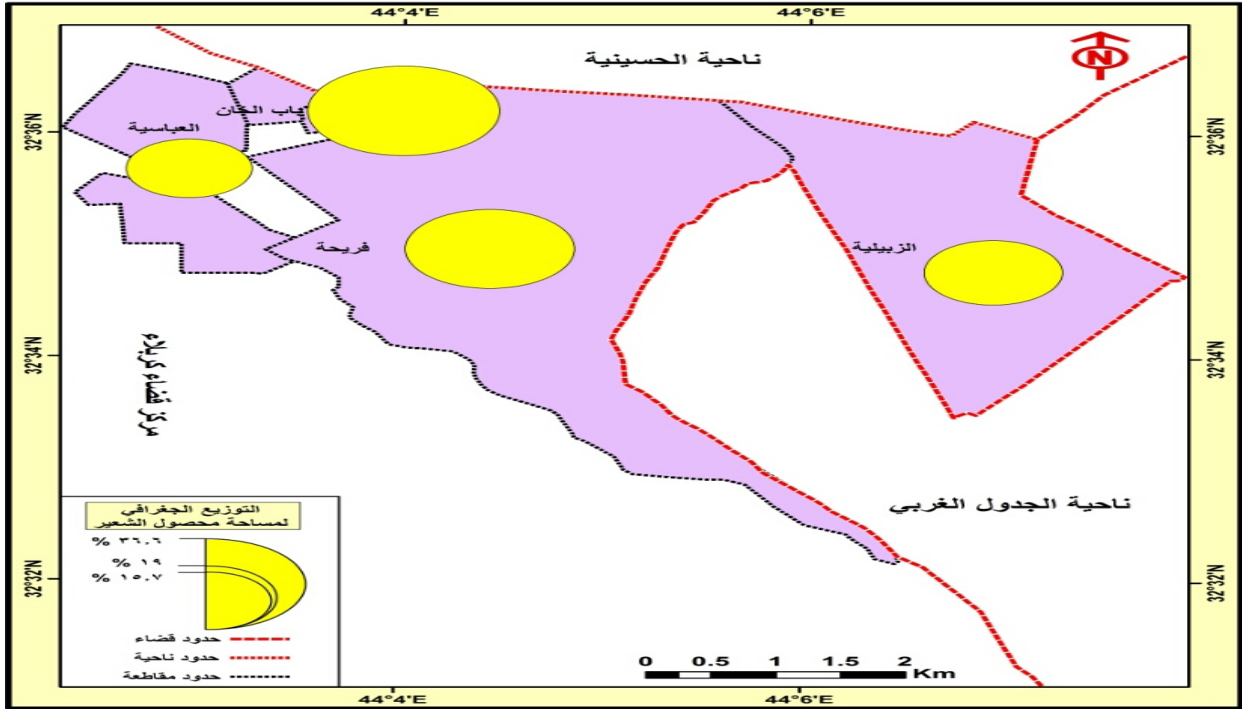 44°4'E
44°6'E
ناحية الحسينية
N
باب الخان
العباسية
32°36'N
32°36'N
فريحة
الزبيلية
32°34'N
32°34'N
مركز قضاء كربلاء
ناحية الجدول الغربي
التوزيع الجغرافي
لمساحة محصول الشعير
% ٣٦,٦
% ١٩
% ١٥,٧
حدود قضاء
حدود ناحية
حدود مقاطعة
32°32'N
32°32'N
0 0.5 1 1.5 2
Km
44°4'E
44°6'E